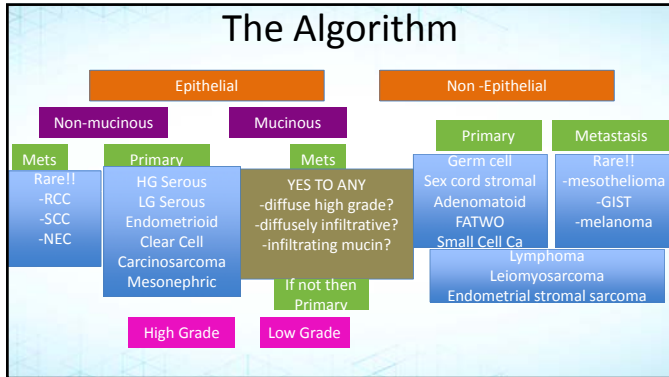 The Algorithm
Epithelial
Non -Epithelial
Non-mucinous
Mucinous
Primary
Metastasis
Mets
Primary
Mets
Rare!!
-RCC
-SCC
-NEC
HG Serous
LG Serous
Endometrioid
Clear Cell
Carcinosarcoma
Mesonephric
YES TO ANY
-diffuse high grade?
-diffusely infiltrative?
-infiltrating mucin?
If not then
Primary
Germ cell
Sex cord stromal
Adenomatoid
FATWO
Small Cell Ca
Rare!!
-mesothelioma
-GIST
-melanoma
Lymphoma
Leiomyosarcoma
Endometrial stromal sarcoma
High Grade
Low Grade